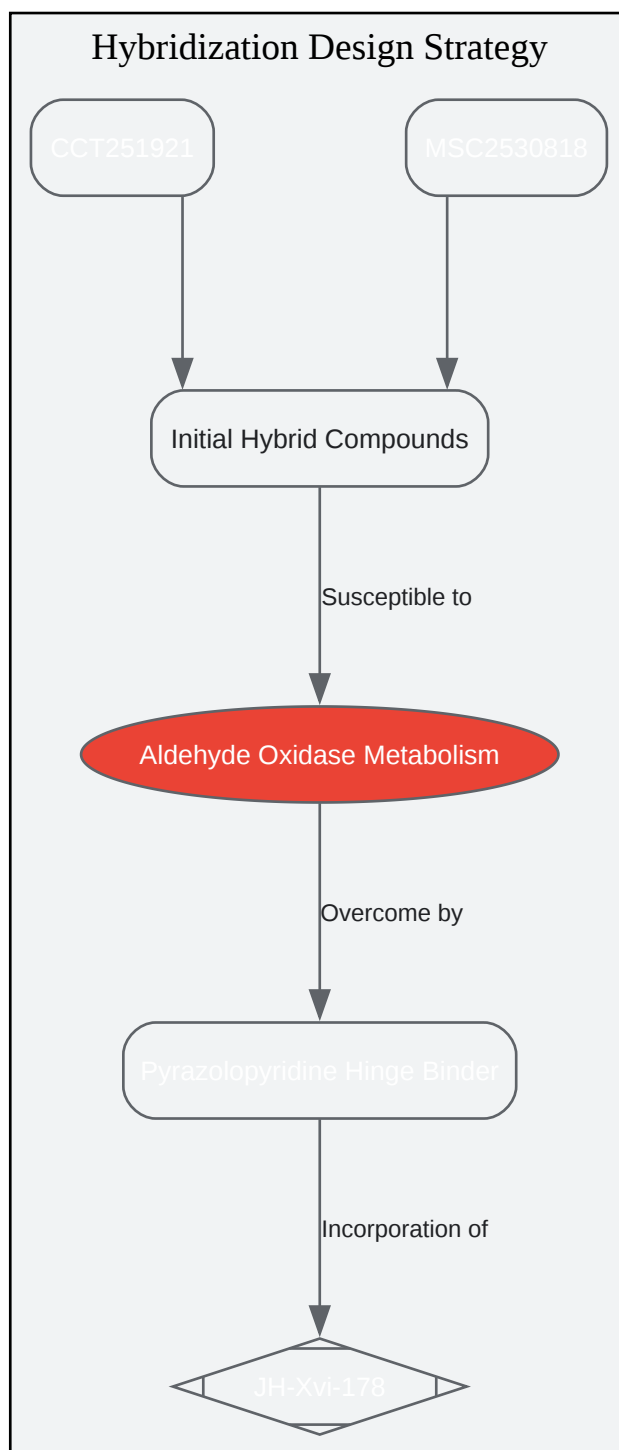 Hybridization Design Strategy
CCT251921
MSC2530818
Initial Hybrid Compounds
Susceptible to
Aldehyde Oxidase Metabolism
Overcome by
Pyrazolopyridine Hinge Binder
Incorporation of
JH-Xvi-178